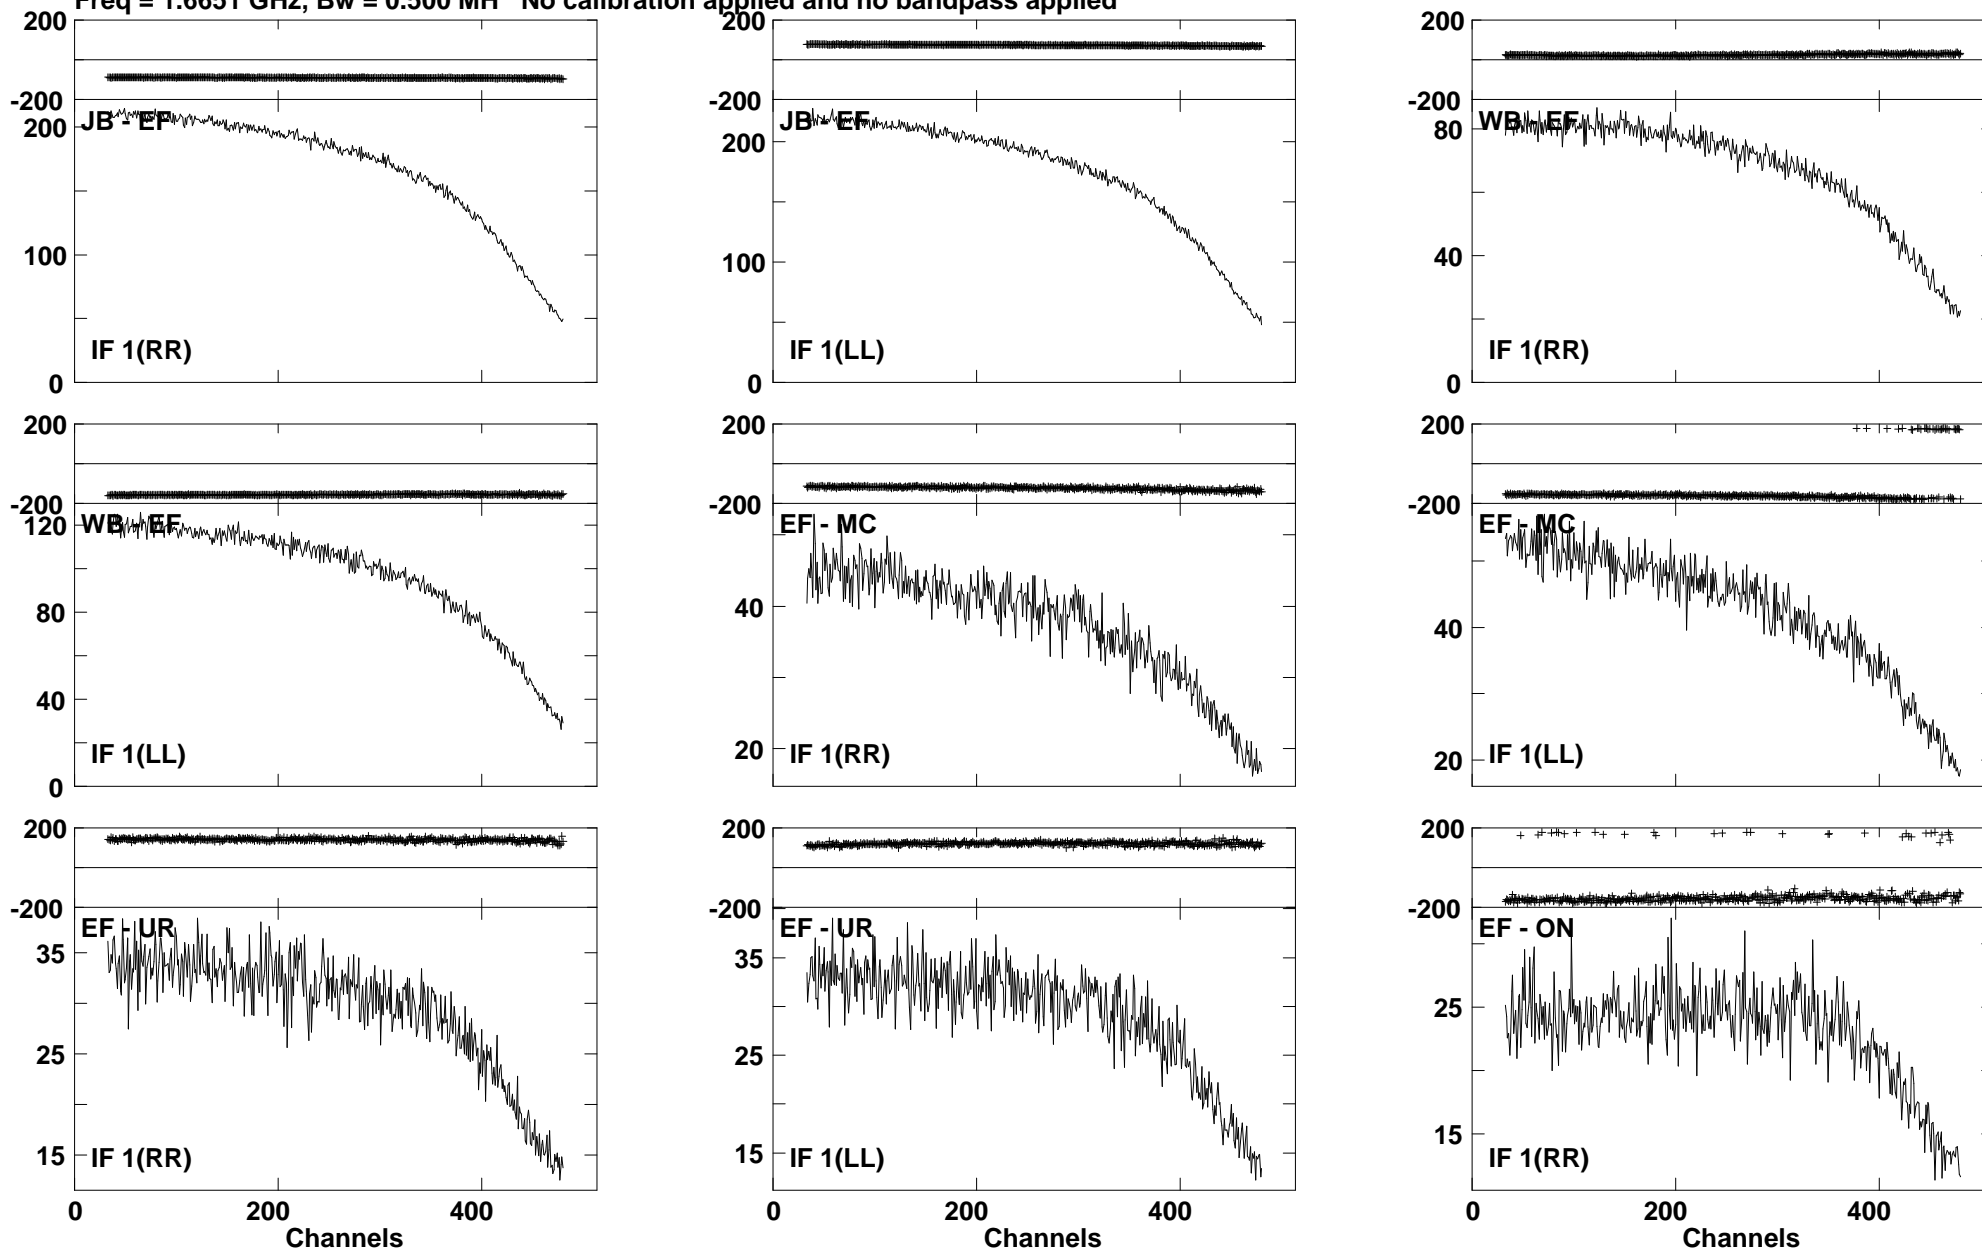 Freq = 1.6651 GHz, Bw = 0.500 MH No calibration applied and no bandpass applied
200 200 200
-200 -200 -200
JB - EF JB - EF WB - EF
200 200 80
100 100 40
IF 1(RR) IF 1(LL) IF 1(RR)
0 0 0
200 200 200
-200 -200 -200
WB - EF EF - MC EF - MC
120
80 40 40
40 20 20
IF 1(LL) IF 1(RR) IF 1(LL)
0
200 200 200
-200 -200 -200
EF - UR EF - UR EF - ON
35 35 25
25 25
15 15 15
IF 1(RR) IF 1(LL) IF 1(RR)
0 200 400 0 200 400 0 200 400
Channels Channels Channels